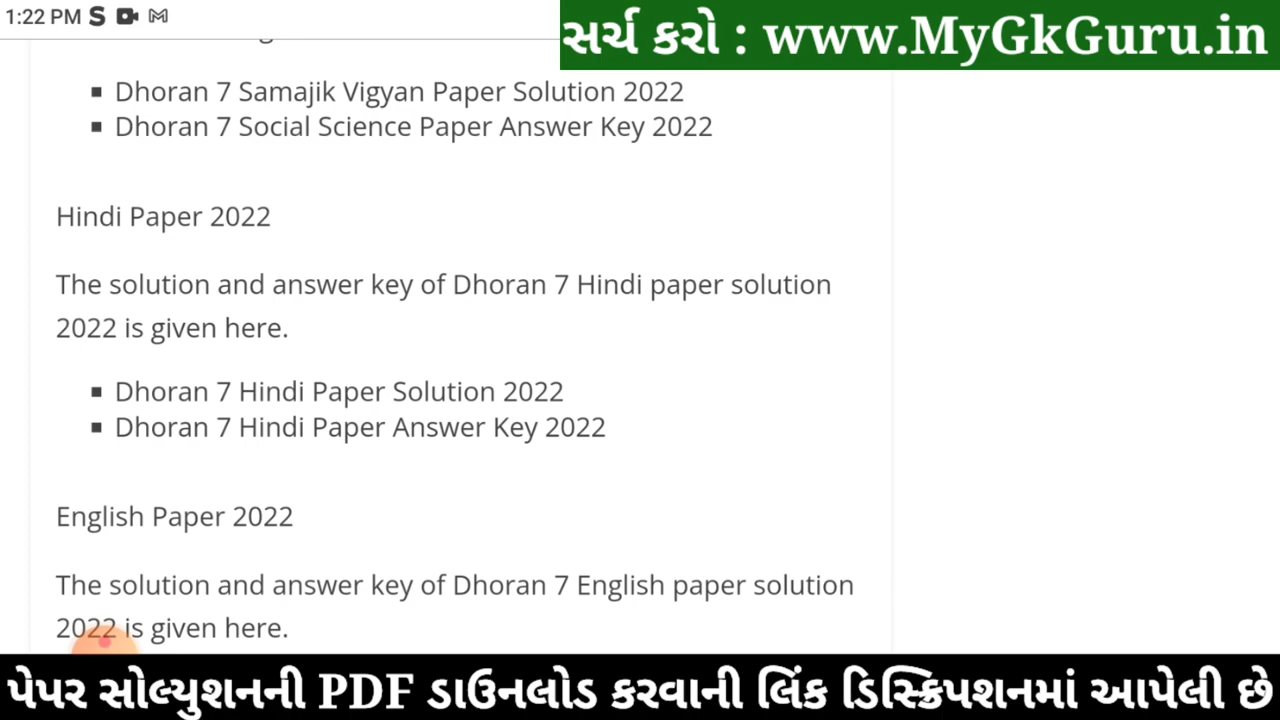 1:22 PM S
સર્ચ કરો : www.MyGkGuru.in
Dhoran 7 Samajik Vigyan Paper Solution 2022
Dhoran 7 Social Science Paper Answer Key 2022
Hindi Paper 2022
The solution and answer key of Dhoran 7 Hindi paper solution
2022 is given here.
Dhoran 7 Hindi Paper Solution 2022
Dhoran 7 Hindi Paper Answer Key 2022
English Paper 2022
The solution and answer key of Dhoran 7 English paper solution
2022 is given here.
પેપર સોલ્યુશનની PDF ડાઉનલોડ કરવાની લિંક ડિસ્ક્રિપશનમાં આપેલી છે